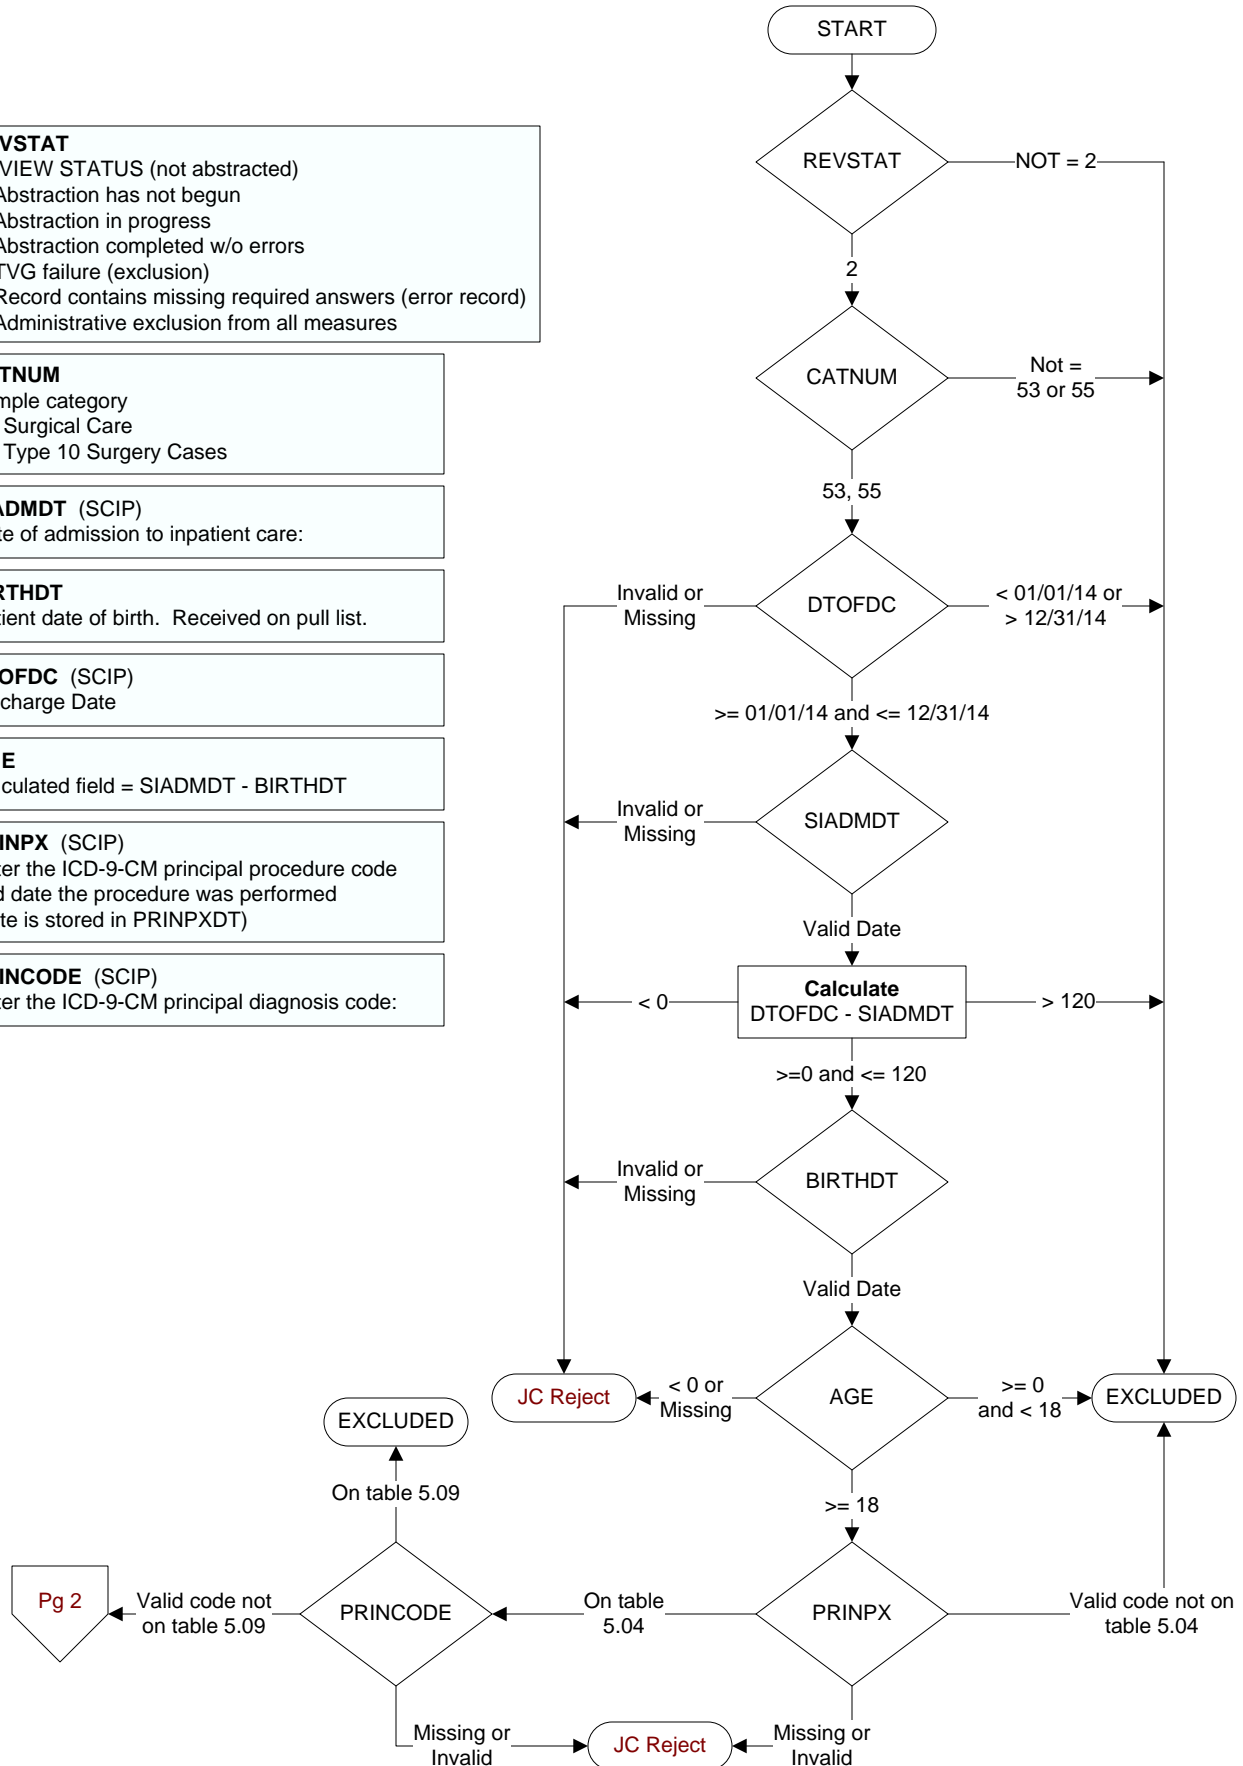 START
REVSTAT
NOT = 2
2
VSTAT
VIEW STATUS (not abstracted)
Abstraction has not begun
Abstraction in progress
Abstraction completed w/o errors
TVG failure (exclusion)
Record contains missing required answers (error record)
Administrative exclusion from all measures
CATNUM
Not =
53 or 55
53, 55
TNUM
mple category
Surgical Care
Type 10 Surgery Cases
ADMDT (SCIP)
te of admission to inpatient care:
RTHDT
tient date of birth. Received on pull list.
OFDC (SCIP)
charge Date
E
culated field = SIADMDT - BIRTHDT
INPX (SCIP)
ter the ICD-9-CM principal procedure code
d date the procedure was performed
te is stored in PRINPXDT)
INCODE (SCIP)
ter the ICD-9-CM principal diagnosis code:
Invalid or
Missing
DTOFDC
< 01/01/14 or
> 12/31/14
>= 01/01/14 and <= 12/31/14
Invalid or
Missing
SIADMDT
Valid Date
< 0
Calculate
DTOFDC - SIADMDT
> 120
>=0 and <= 120
Invalid or
Missing
BIRTHDT
Valid Date
JC Reject
< 0 or
Missing
AGE
>= 0
and < 18
EXCLUDED
>= 18
EXCLUDED
On table 5.09
Pg 2
Valid code not
on table 5.09
PRINCODE
On table
5.04
PRINPX
Valid code not on
table 5.04
Missing or
Invalid
JC Reject
Missing or
Invalid